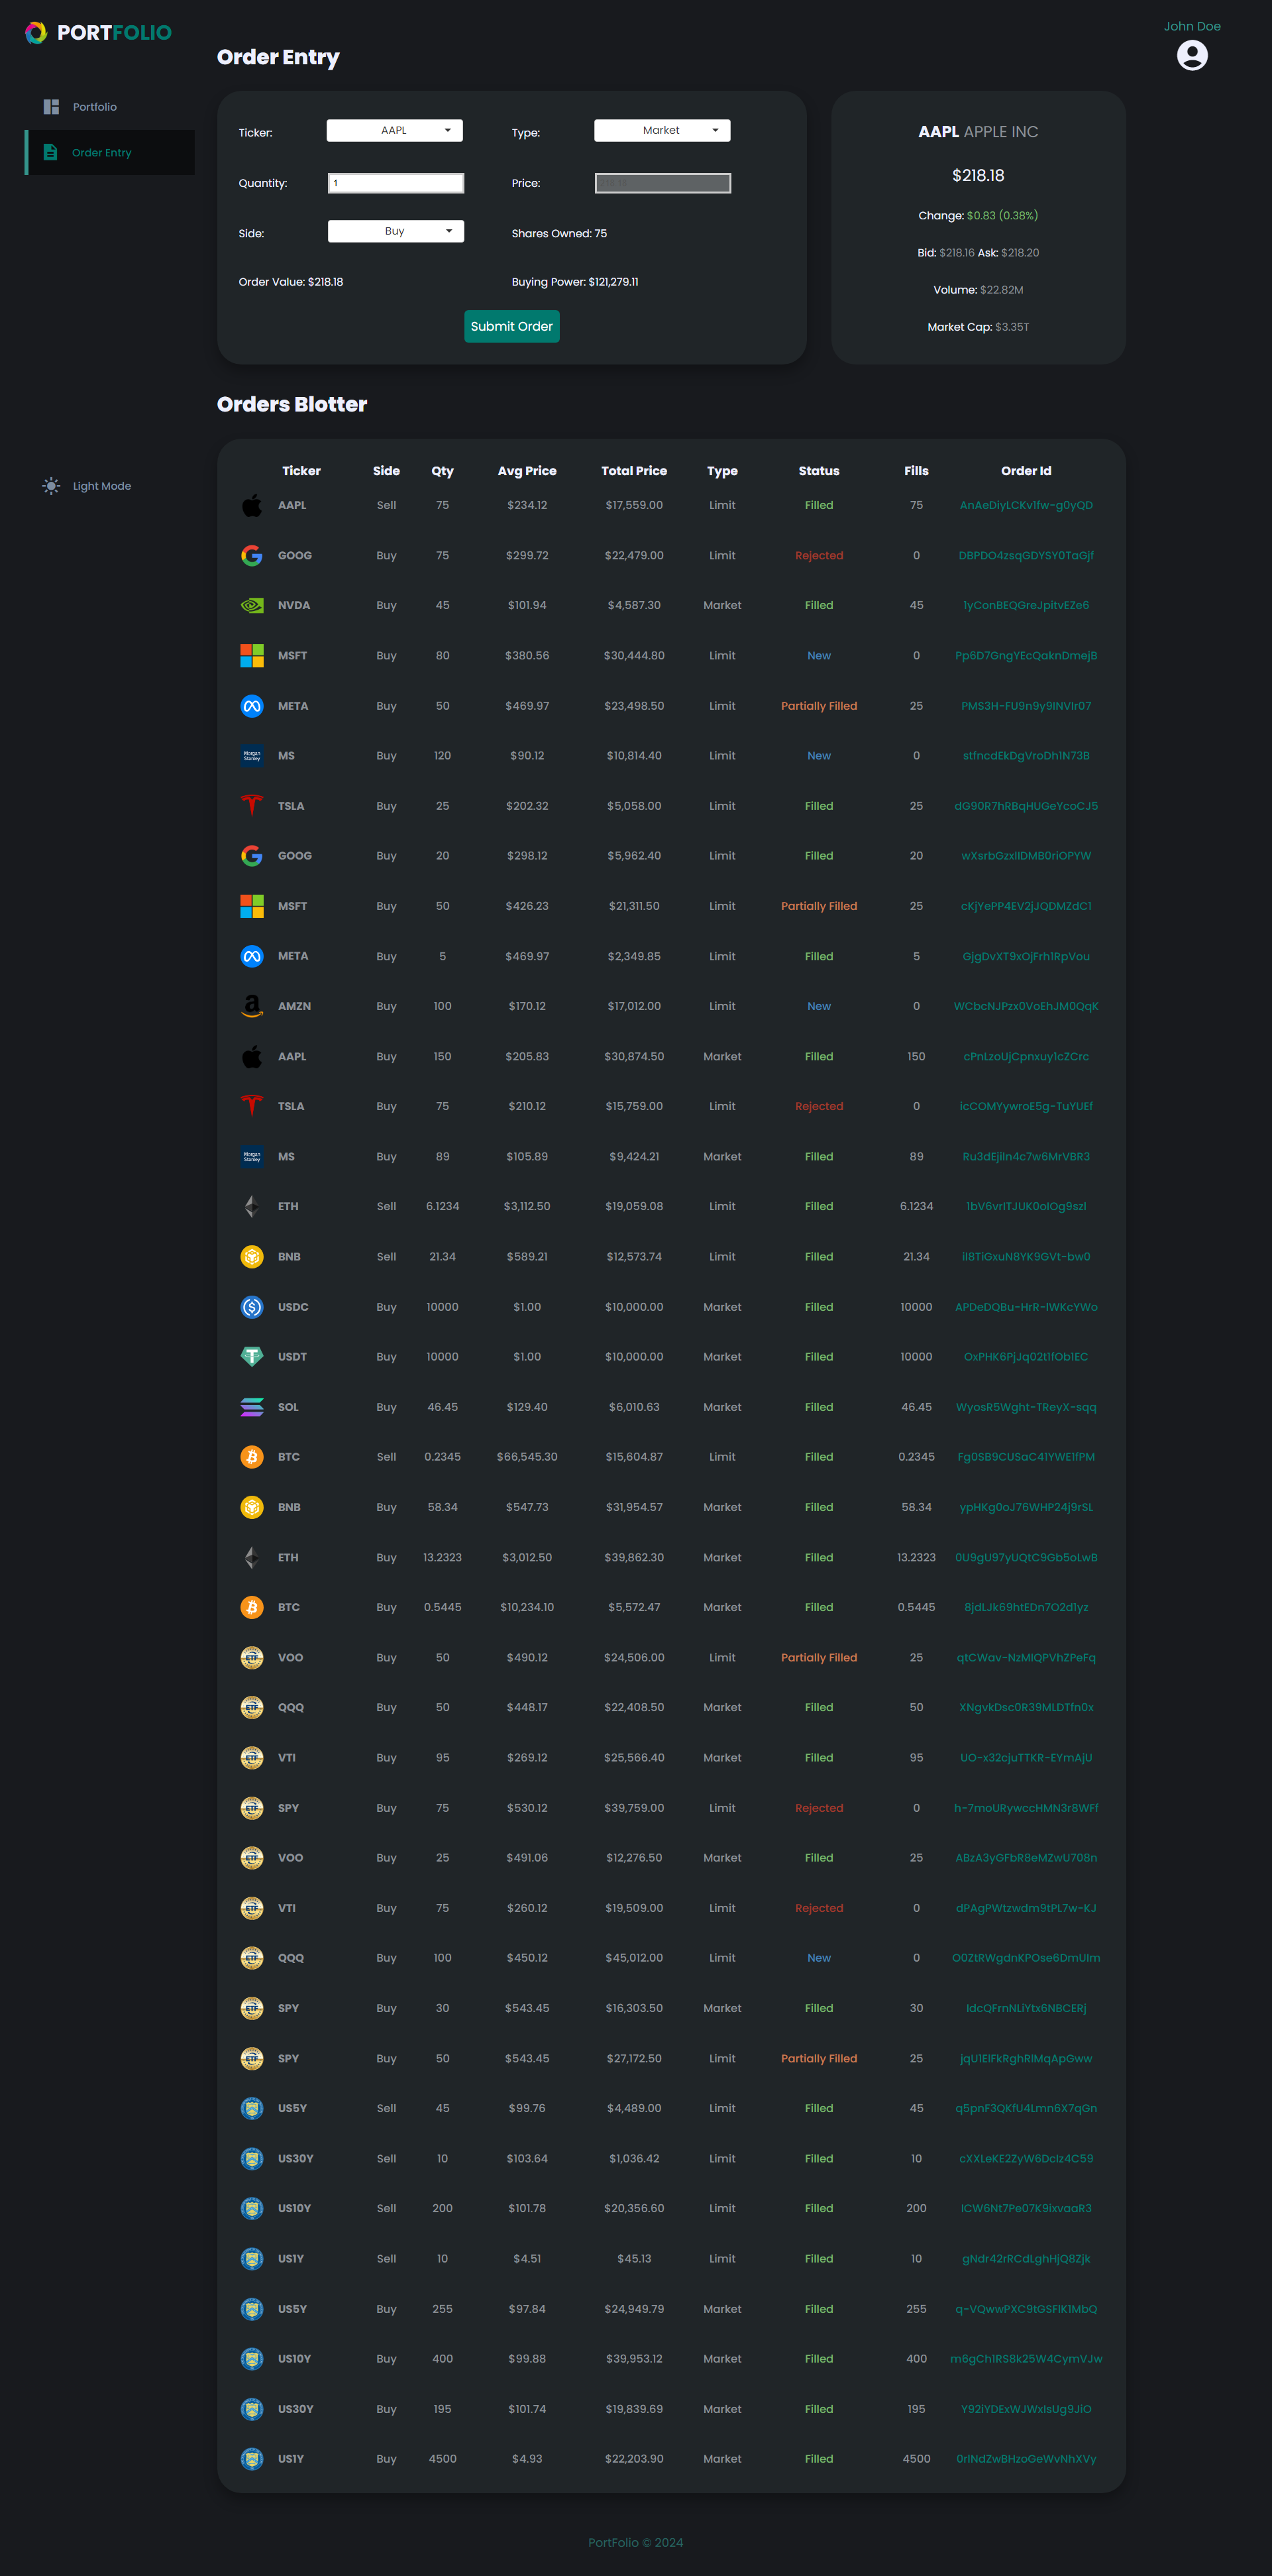 PORTFOLIO
John Doe
Order Entry
Portfolio
Order Entry
Light Mode
Ticker: AAPL Type: Market
Quantity: 1 Price:
Side: Buy Shares Owned: 75
Order Value: $218.18 Buying Power: $121,279.11
Submit Order
AAPL APPLE INC
$218.18
Change: $0.83 (0.38%)
Bid: $218.16 Ask: $218.20
Volume: $22.82M
Market Cap: $3.35T
Orders Blotter
Ticker Side Qty Avg Price Total Price Type Status Fills Order Id
AAPL Sell 75 $234.12 $17,559.00 Limit Filled 75 AnAeDiyLCKv1fw-g0yQD
GOOG Buy 75 $299.72 $22,479.00 Limit Rejected 0 DBPDO4zsqGDYSY0TaGjf
NVDA Buy 45 $101.94 $4,587.30 Market Filled 45 1yConBEQGreJpitvEZe6
MSFT Buy 80 $380.56 $30,444.80 Limit New 0 Pp6D7GngYEcQaknDmejB
META Buy 50 $469.97 $23,498.50 Limit Partially Filled 25
Morgan Stanley MS Buy 120 $90.12 $10,814.40 Limit New 0 stfncdEkDgVroDh1N73B
TSLA Buy 25 $202.32 $5,058.00 Limit Filled 25 dG90R7hRBqHUGeYcoCJ5
GOOG Buy 20 $298.12 $5,962.40 Limit Filled 20
MSFT Buy 50 $426.23 $21,311.50 Limit Partially Filled 25 cKjYePP4EV2jJQDMZdC1
META Buy 5 $469.97 $2,349.85 Limit Filled 5 GjgDvXT9xOjFrh1RpVou
AMZN Buy 100 $170.12 $17,012.00 Limit New 0 WCbcNJPzx0VoEhJM0QqK
AAPL Buy 150 $205.83 $30,874.50 Market Filled 150 cPnLzoUjCpnxuy1cZCrc
TSLA Buy 75 $210.12 $15,759.00 Limit Rejected 0 icCOMYywroE5g-TuYUEf
Morgan Stanley MS Buy 89 $105.89 $9,424.21 Market Filled 89
ETH Sell 6.1234 $3,112.50 $19,059.08 Limit Filled 6.1234
BNB Sell 21.34 $589.21 $12,573.74 Limit Filled 21.34
USDC Buy 10000 $1.00 $10,000.00 Market Filled 10000
USDT Buy 10000 $1.00 $10,000.00 Market Filled 10000 OxPHK6PjJq02t1fOb1EC
SOL Buy 46.45 $129.40 $6,010.63 Market Filled 46.45 WyosR5Wght-TReyX-sqq
BTC Sell 0.2345 $66,545.30 $15,604.87 Limit Filled 0.2345 Fg0SB9CUSaC41YWE1fPM
BNB Buy 58.34 $547.73 $31,954.57 Market Filled 58.34 ypHKg0oJ76WHP24j9rSL
ETH Buy 13.2323 $3,012.50 $39,862.30 Market Filled 13.2323 0U9gU97yUQtC9Gb5oLwB
BTC Buy 0.5445 $10,234.10 $5,572.47 Market Filled 0.5445 8jdLJk69htEDn7O2d1yz
ETF VOO Buy 50 $490.12 $24,506.00 Limit Partially Filled 25
ETF QQQ Buy 50 $448.17 $22,408.50 Market Filled 50 XNgvkDsc0R39MLDTfn0x
ETF VTI Buy 95 $269.12 $25,566.40 Market Filled 95 UO-x32cjuTTKR-EYmAjU
ETF SPY Buy 75 $530.12 $39,759.00 Limit Rejected 0 h-7moURywccHMN3r8WFf
ETF VOO Buy 25 $491.06 $12,276.50 Market Filled 25 ABzA3yGFbR8eMZwU708n
ETF VTI Buy 75 $260.12 $19,509.00 Limit Rejected 0 dPAgPWtzwdm9tPL7w-KJ
ETF QQQ Buy 100 $450.12 $45,012.00 Limit New 0
ETF SPY Buy 30 $543.45 $16,303.50 Market Filled 30
ETF SPY Buy 50 $543.45 $27,172.50 Limit Partially Filled 25
US5Y Sell 45 $99.76 $4,489.00 Limit Filled 45 q5pnF3QKfU4Lmn6X7qGn
US30Y Sell 10 $103.64 $1,036.42 Limit Filled 10
US10Y Sell 200 $101.78 $20,356.60 Limit Filled 200
US1Y Sell 10 $4.51 $45.13 Limit Filled 10 gNdr42rRCdLghHjQ8Zjk
US5Y Buy 255 $97.84 $24,949.79 Market Filled 255
US10Y Buy 400 $99.88 $39,953.12 Market Filled 400 m6gCh1RS8k25W4CymVJw
US30Y Buy 195 $101.74 $19,839.69 Market Filled 195
US1Y Buy 4500 $4.93 $22,203.90 Market Filled 4500
PortFolio © 2024